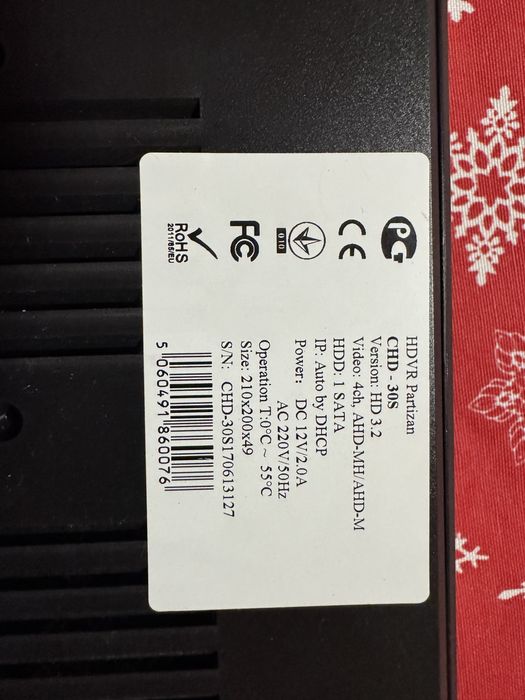 HDVR Partizan
CHD - 30S
Version: HD 3.2
Video: 4ch, AHD-MH/AHD-M
HDD: 1 SATA
IP: Auto by DHCP
Power: DC 12V/2.0A
AC 220V/50Hz
Operation T:0°C ~ 55°C
Size: 210x200x49
S/N: CHD-30S170613127
5 060491 860076
PG
CE
010
FC
RoHS
2011/65/EU